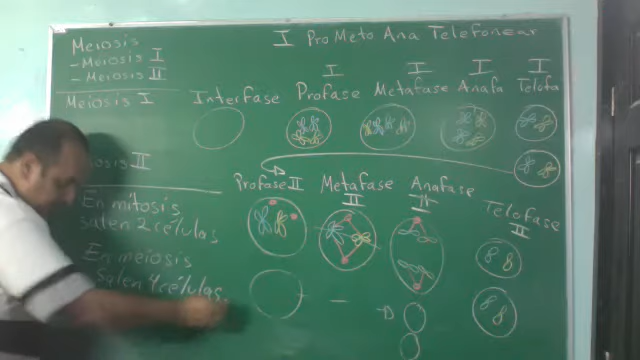 Meiosis
- Meiosis I
- Meiosis II
I ProMeto Ana Telefonear
Meiosis I
Interfase
I
Profase
I
Metafase
I
Anafa
I
Telofa
II
Profase II
Metafase
II
Anafase
II
Telofase
II
En mitosis
salen 2 células
En meiosis
Salen 4 células.